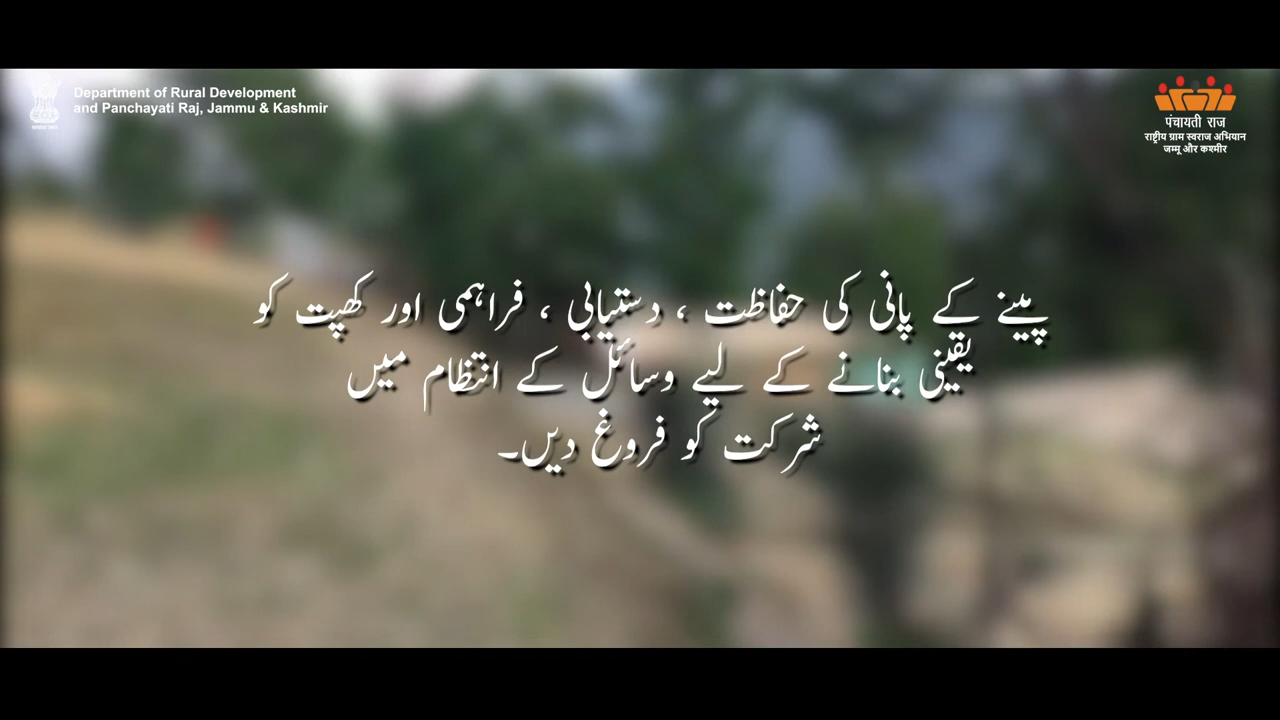 Department of Rural Development
and Panchayati Raj, Jammu & Kashmir
पंचायती राज
राष्ट्रीय ग्राम स्वराज अभियान
जम्मू और कश्मीर
پینے کے پانی کی حفاظت ، دستیابی ، فراہمی اور کھپت کو
یقینی بنانے کے لیے وسائل کے انتظام میں
شرکت کو فروغ دیں۔